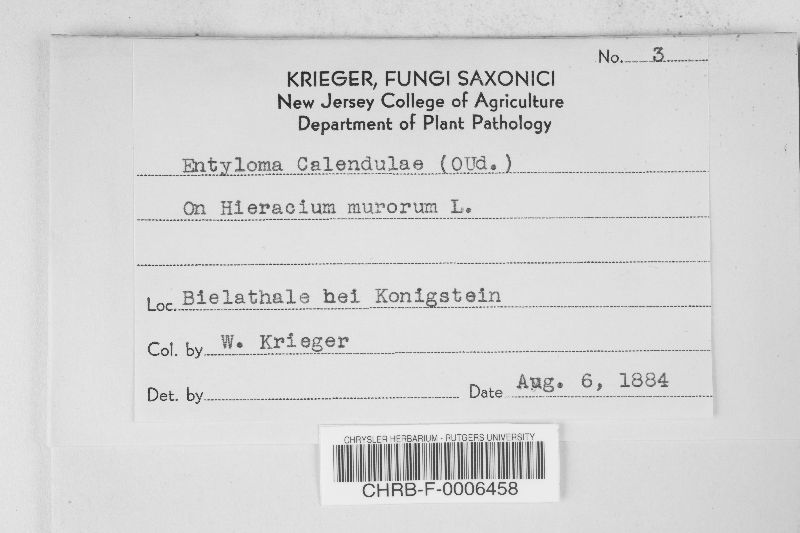 No. 3
KRIEGER, FUNGI SAXONICI
New Jersey College of Agriculture
Department of Plant Pathology
Entyloma Calendulae (OUd.)
On Hieracium murorum L.
Loc. Bielathale hei Konigstein
Col. by W. Krieger
Det. by
Date Aug. 6, 1884
CHRYSLER HERBARIUM - RUTGERS UNIVERSITY
CHRB-F-0006458